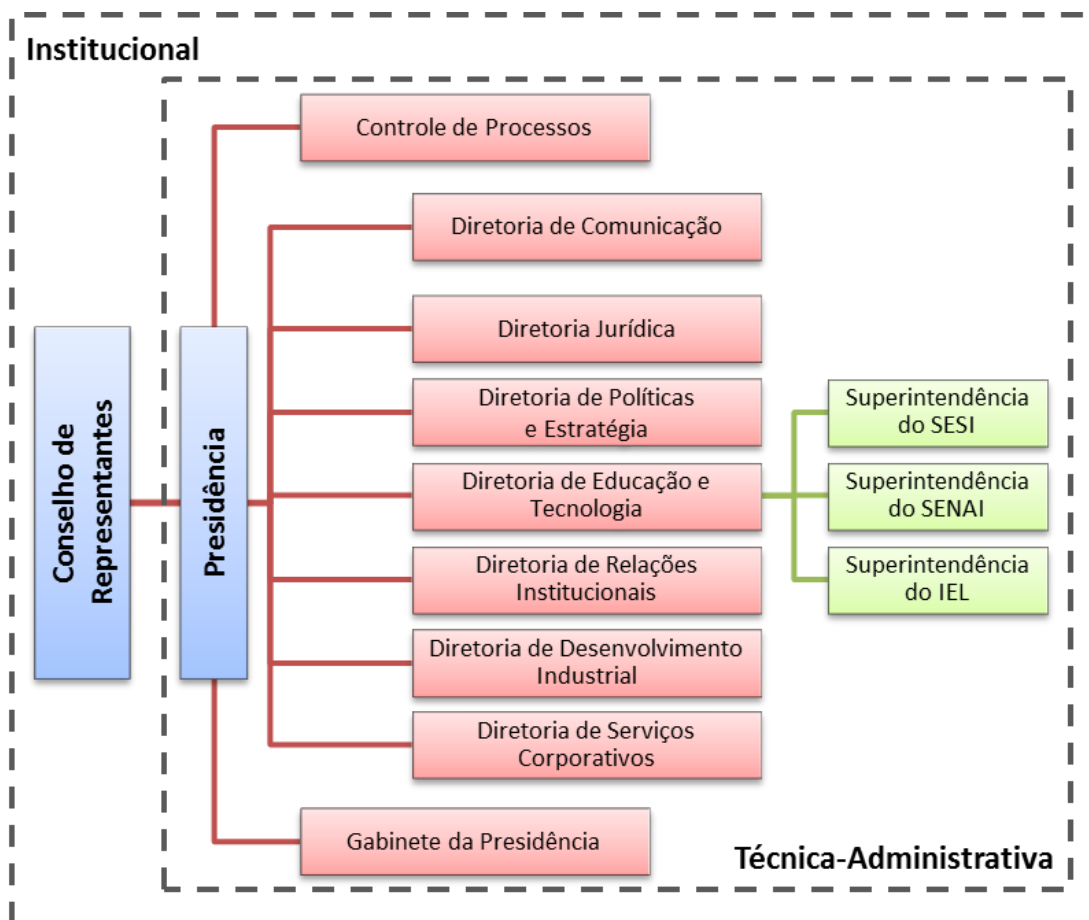 Institucional
Controle de Processos
Diretoria de Comunicação
Diretoria Jurídica
Diretoria de Políticas
e Estratégia
Diretoria de Educação e
Tecnologia
Diretoria de Relações
Institucionais
Diretoria de Desenvolvimento
Industrial
Diretoria de Serviços
Corporativos
Gabinete da Presidência
Conselho de
Representantes
Presidência
Superintendência
do SESI
Superintendência
do SENAI
Superintendência
do IEL
Técnica-Administrativa